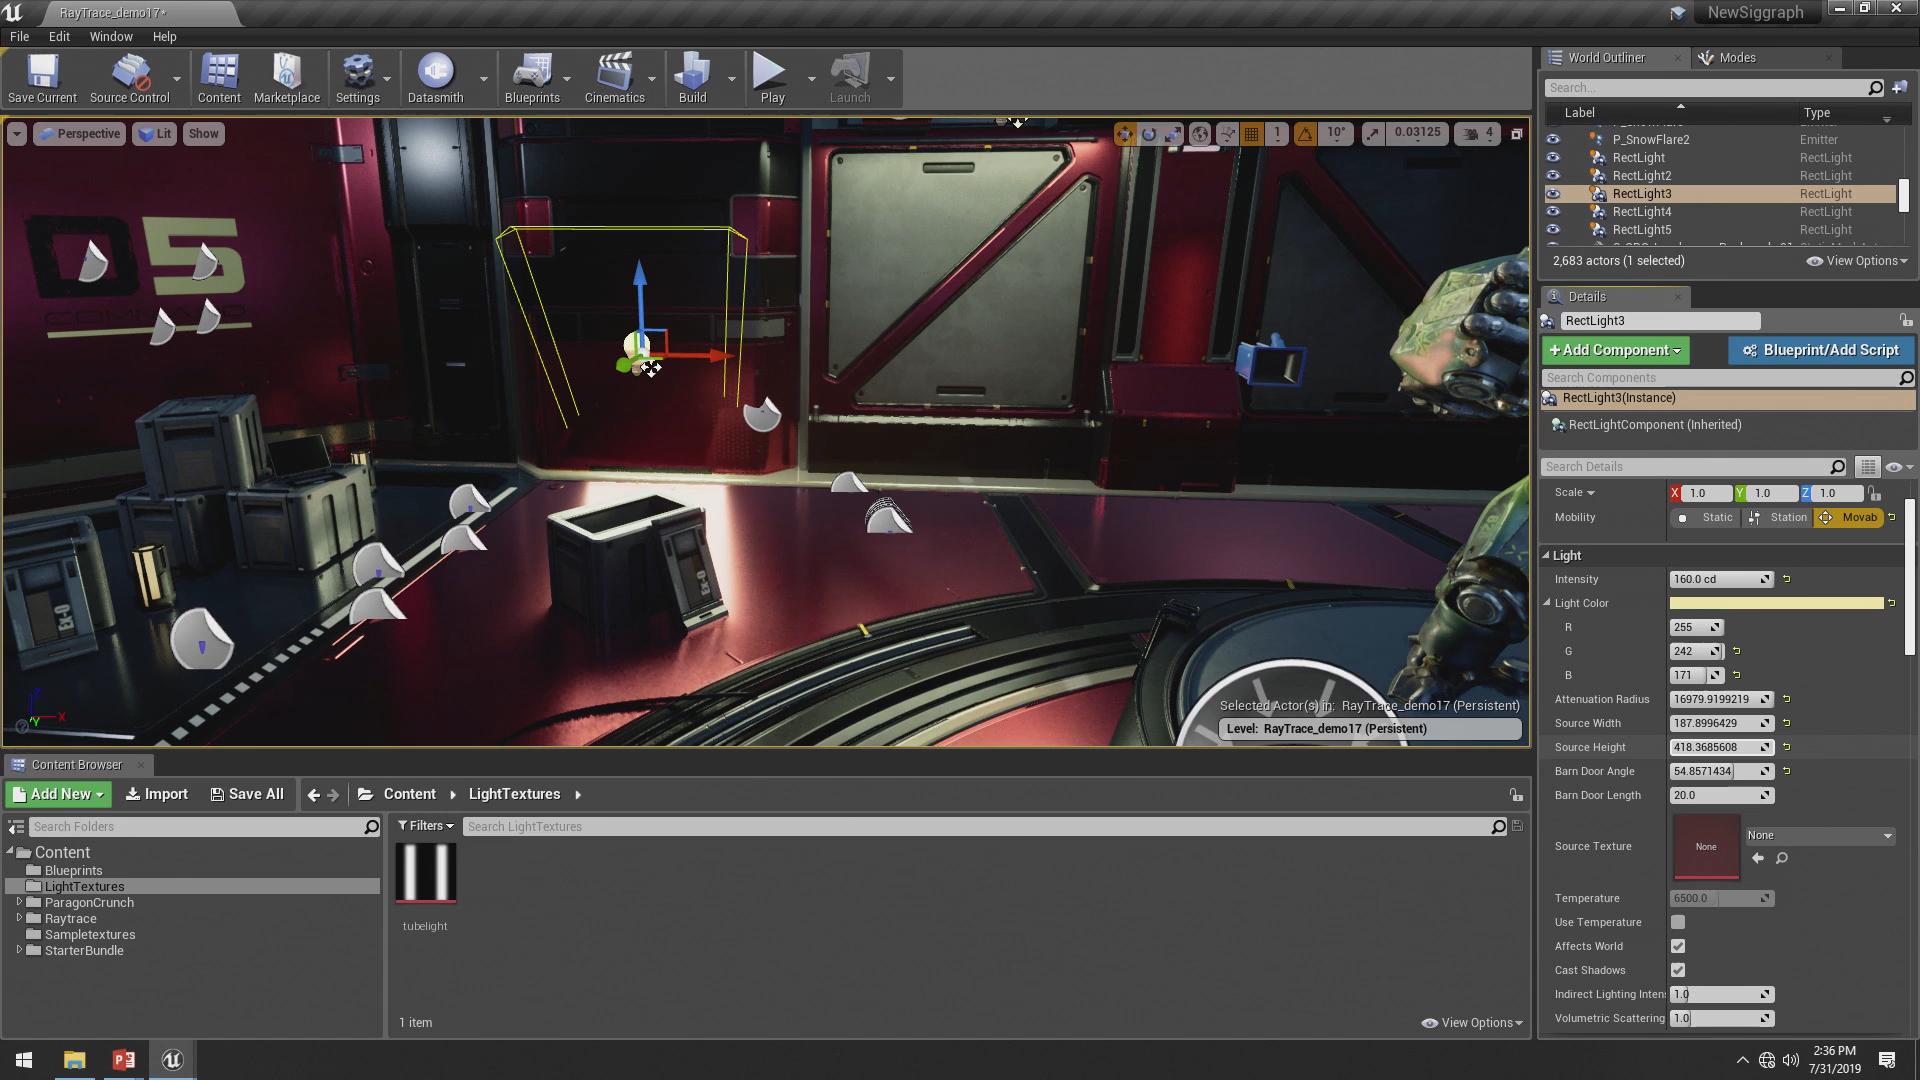 RayTrace_demo17*
NewSiggraph
File Edit Window Help
Save Current Source Control Content Marketplace Settings Datasmith Blueprints Cinematics Build Play Launch
World Outliner Modes
Search...
Label Type
Perspective Lit Show
1 10° 0.03125 4
P_SnowFlare2 Emitter
RectLight RectLight
RectLight2 RectLight
RectLight3 RectLight
RectLight4 RectLight
RectLight5 RectLight
2,683 actors (1 selected) View Options
Details
RectLight3
+Add Component Blueprint/Add Script
Search Components
RectLight3(Instance)
RectLightComponent (Inherited)
Search Details
Scale X 1.0 Y 1.0 Z 1.0
Mobility Static Station Movab
Light
Intensity 160.0 cd
Light Color
R 255
G 242
B 171
Attenuation Radius 16979.9199219
Source Width 187.8996429
Source Height 418.3685608
Barn Door Angle 54.8571434
Barn Door Length 20.0
Source Texture None None
Temperature 6500.0
Use Temperature
Affects World
Cast Shadows
Indirect Lighting Inten 1.0
Volumetric Scattering 1.0
D5
Ex-0
Ex-0
Z
Y X
Selected Actor(s) in: RayTrace_demo17 (Persistent)
Level: RayTrace_demo17 (Persistent)
Content Browser
Add New Import Save All Content LightTextures
Search Folders
Filters Search LightTextures
Content
Blueprints
LightTextures
ParagonCrunch
Raytrace
Sampletextures
StarterBundle
tubelight
1 item View Options
2:36 PM
7/31/2019